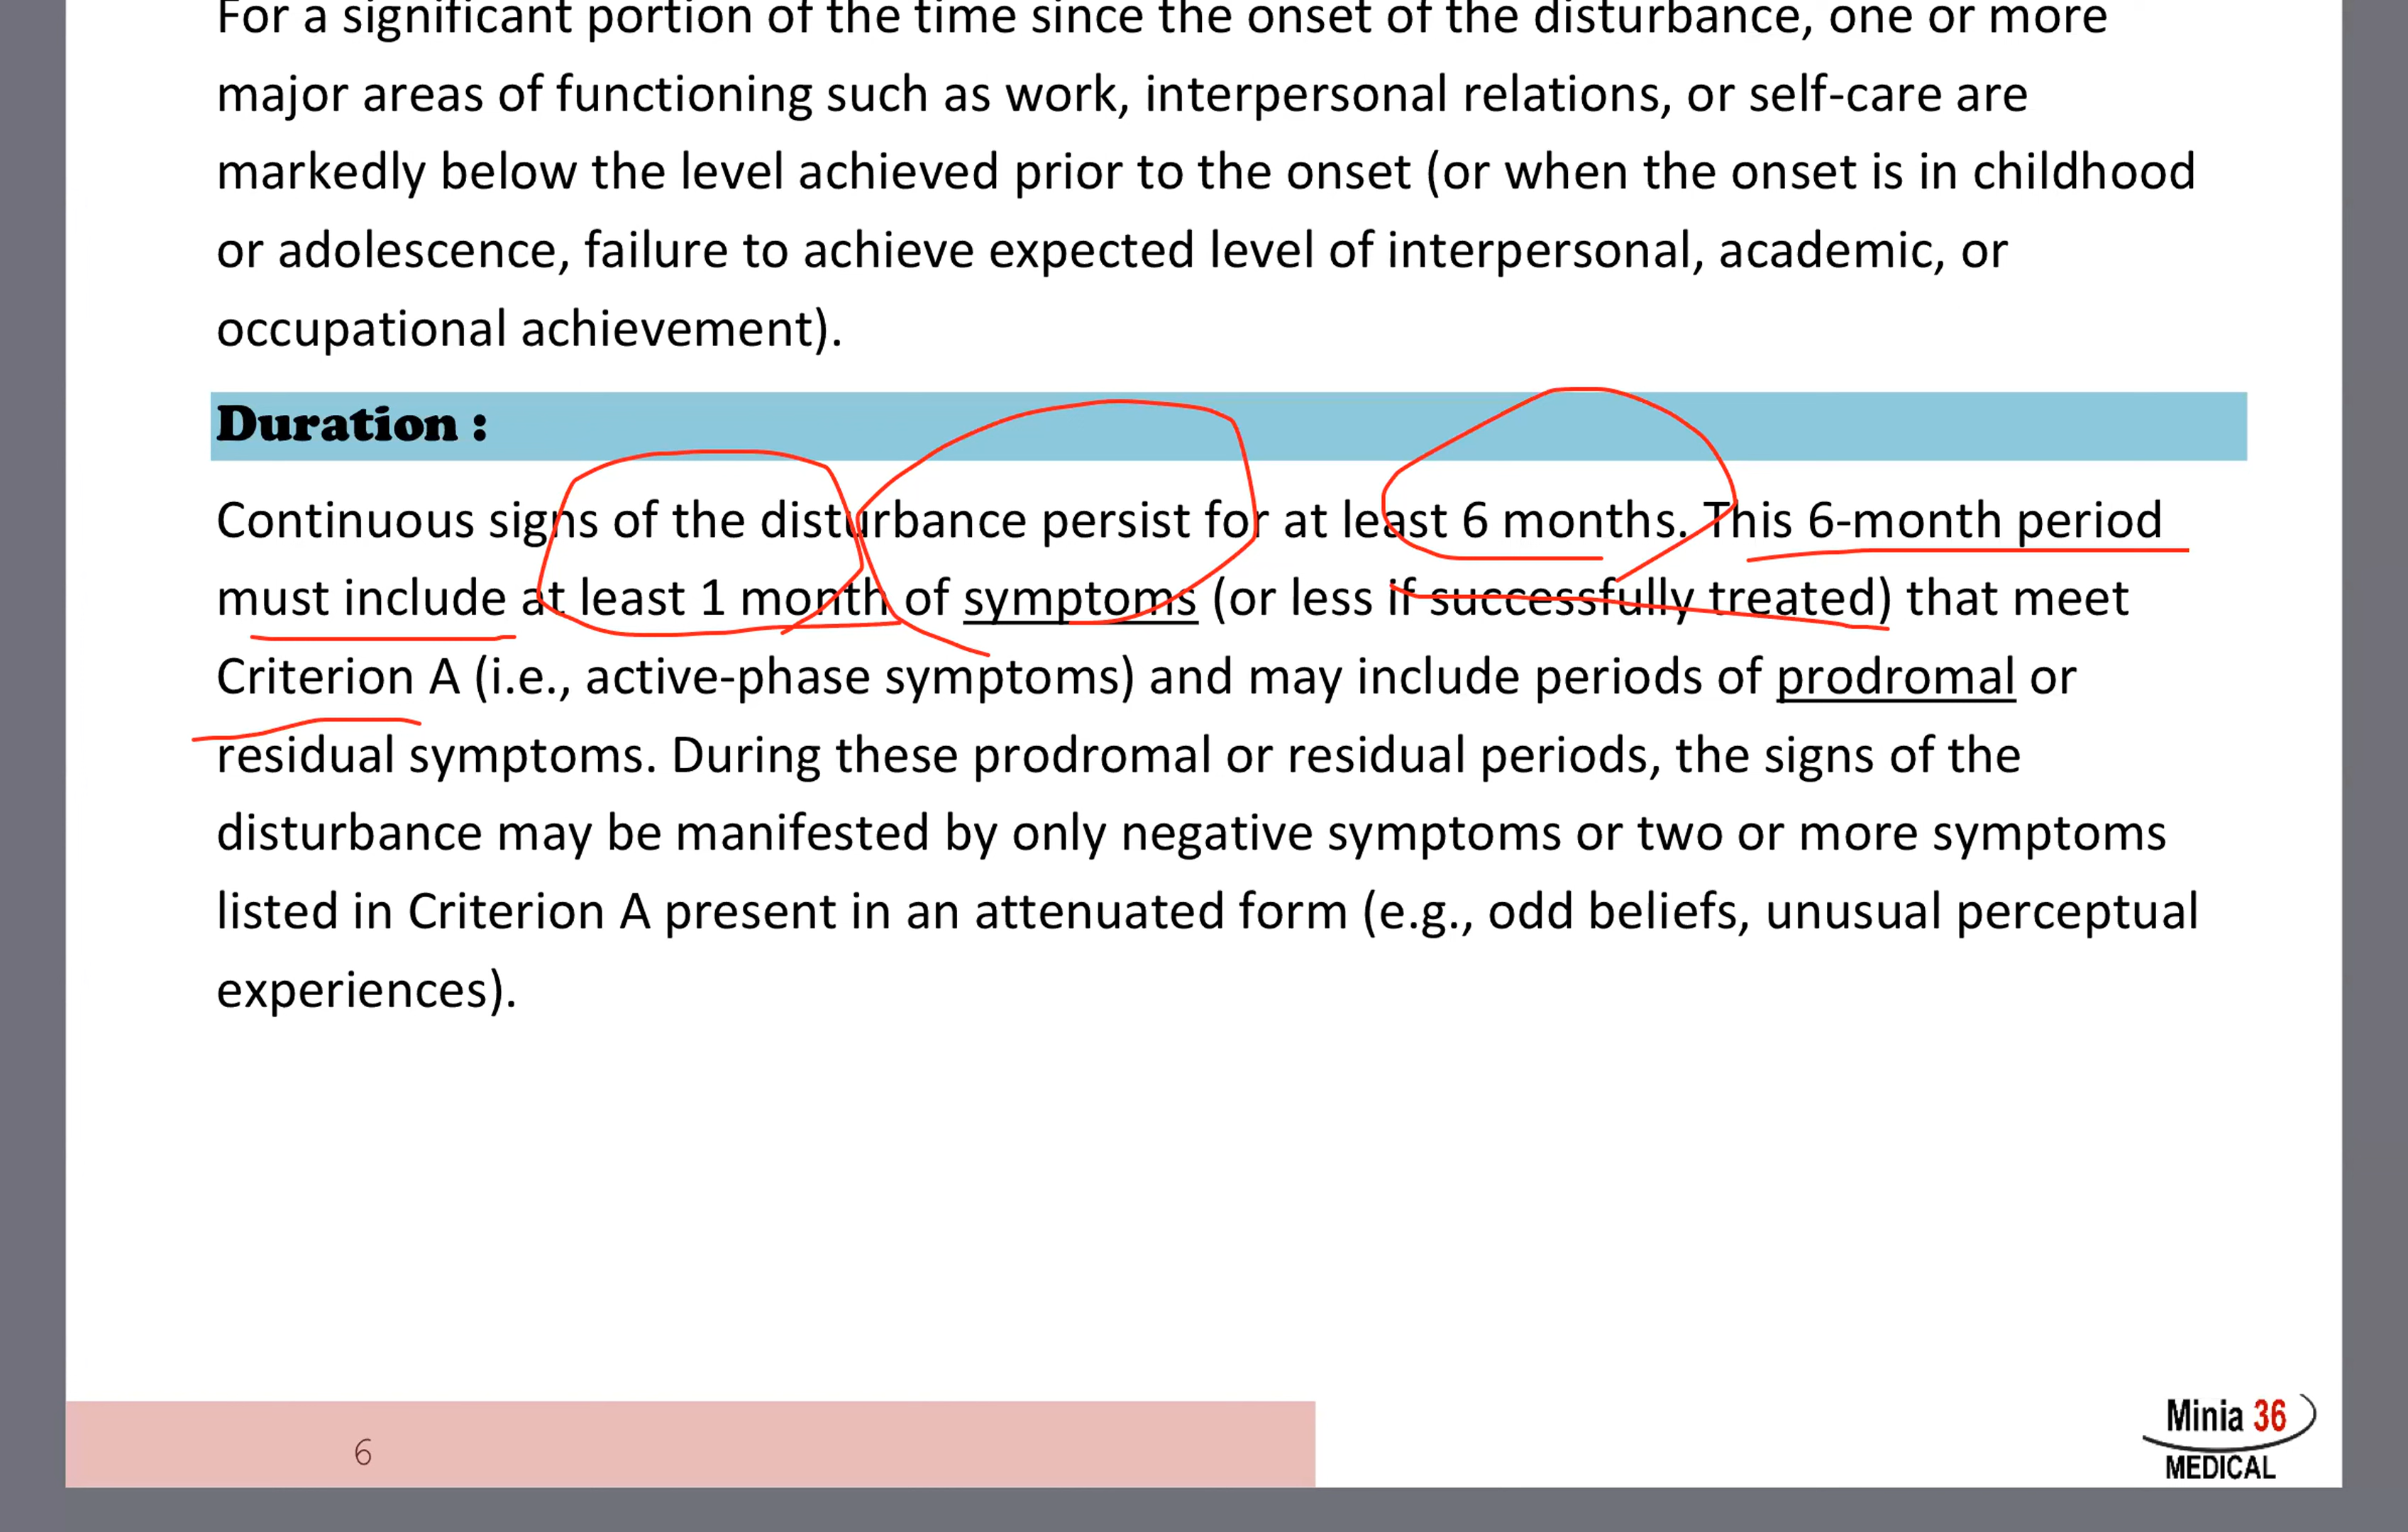 For a significant portion of the time since the onset of the disturbance, one or more
major areas of functioning such as work, interpersonal relations, or self-care are
markedly below the level achieved prior to the onset (or when the onset is in childhood
or adolescence, failure to achieve expected level of interpersonal, academic, or
occupational achievement).
Duration :
Continuous signs of the disturbance persist for at least 6 months. This 6-month period
must include at least 1 month of symptoms (or less if successfully treated) that meet
Criterion A (i.e., active-phase symptoms) and may include periods of prodromal or
residual symptoms. During these prodromal or residual periods, the signs of the
disturbance may be manifested by only negative symptoms or two or more symptoms
listed in Criterion A present in an attenuated form (e.g., odd beliefs, unusual perceptual
experiences).
6
Minia 36
MEDICAL